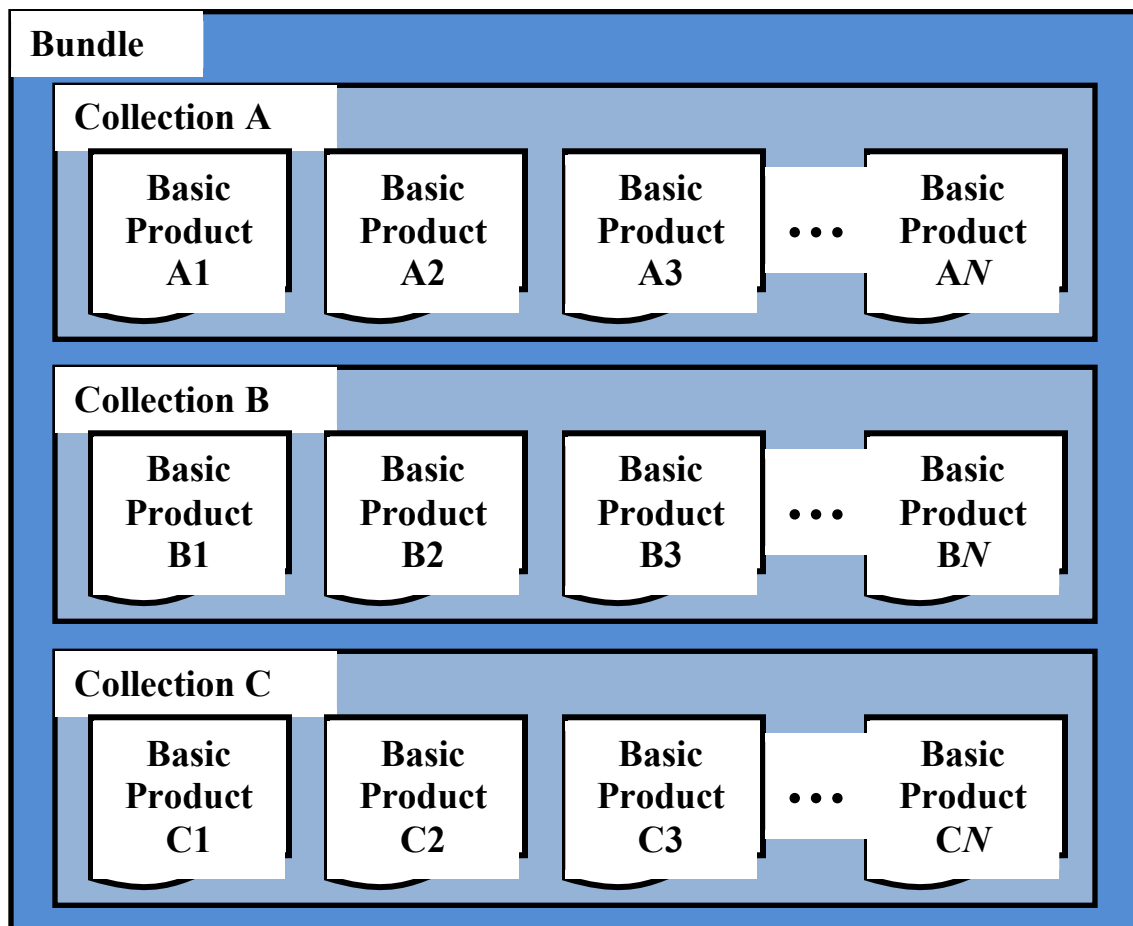 Bundle
Collection A
Basic
Product
A1
Basic
Product
A2
Basic
Product
A3
•••
Basic
Product
AN
Collection B
Basic
Product
B1
Basic
Product
B2
Basic
Product
B3
•••
Basic
Product
BN
Collection C
Basic
Product
C1
Basic
Product
C2
Basic
Product
C3
•••
Basic
Product
CN